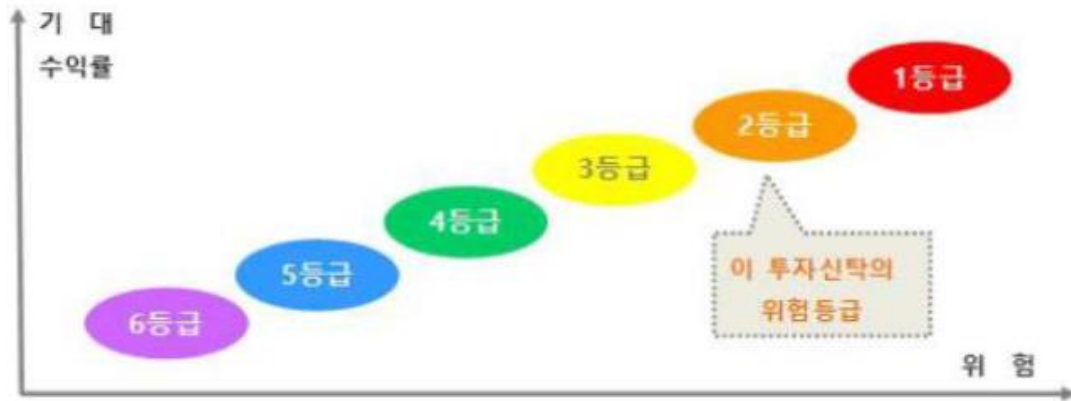 기 대
수익률
1등급
2등급
3등급
4등급
5등급
6등급
이 투자신탁의
위험등급
위 험